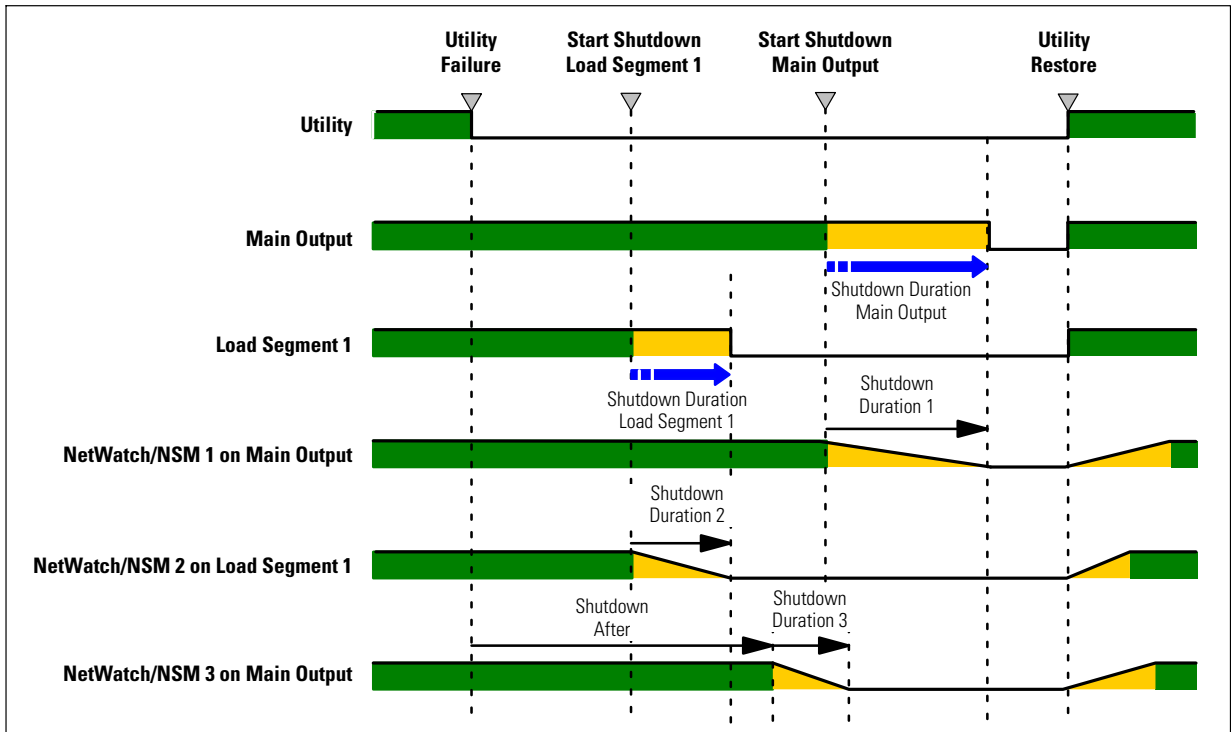 Utility
Failure
Start Shutdown
Load Segment 1
Start Shutdown
Main Output
Utility
Restore
Utility
Main Output
Shutdown Duration
Main Output
Load Segment 1
Shutdown Duration
Load Segment 1
Shutdown
Duration 1
NetWatch/NSM 1 on Main Output
Shutdown
Duration 2
NetWatch/NSM 2 on Load Segment 1
Shutdown
After
Shutdown
Duration 3
NetWatch/NSM 3 on Main Output